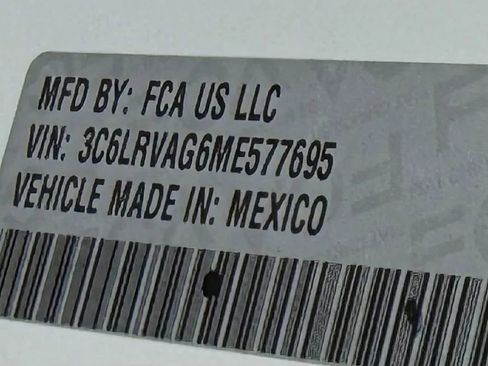 MFD BY: FCA US LLC
VIN: 3C6LRVAG6ME577695
VEHICLE MADE IN: MEXICO